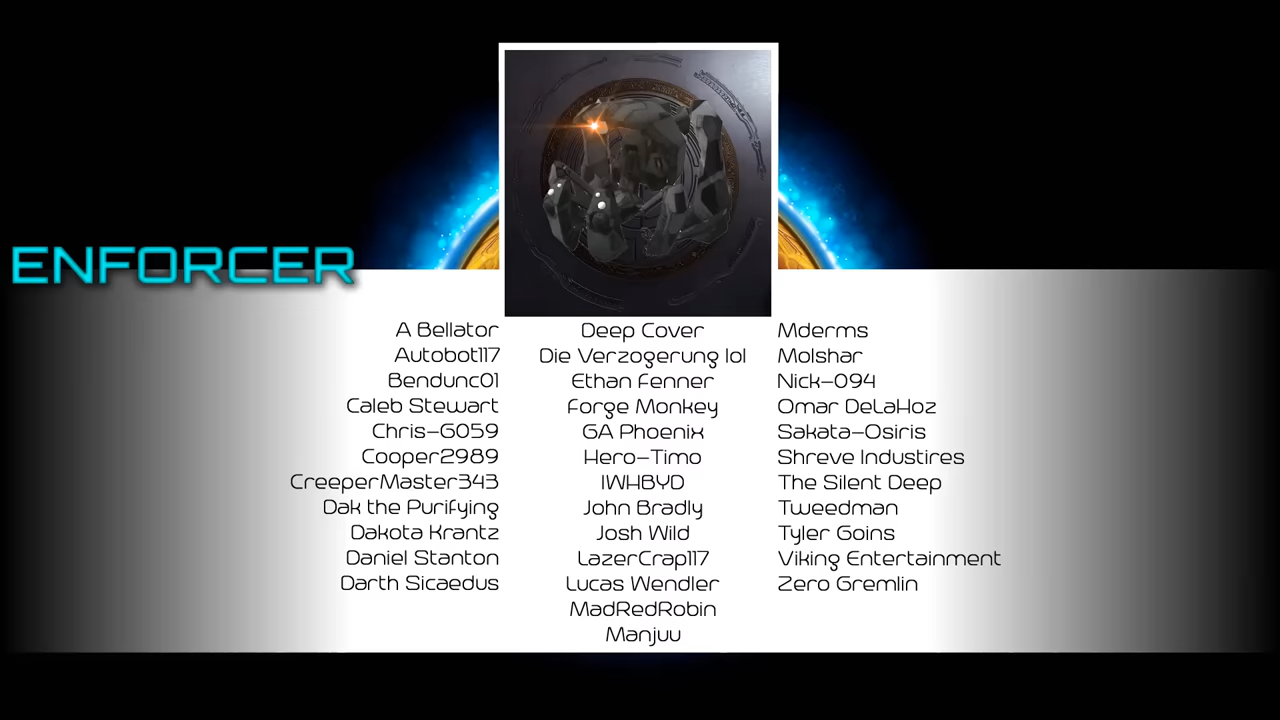 ENFORCER
A Bellator
Autobot117
Bendunc01
Caleb Stewart
Chris-G059
Cooper2989
CreeperMaster343
Dak the Purifying
Dakota Krantz
Daniel Stanton
Darth Sicaedus
Deep Cover
Die Verzogerung lol
Ethan Fenner
Forge Monkey
GA Phoenix
Hero-Timo
IWHBYD
John Bradly
Josh Wild
LazerCrap117
Lucas Wendler
MadRedRobin
Manjuu
Mderms
Molshar
Nick-094
Omar DeLaHoz
Sakata-Osiris
Shreve Industires
The Silent Deep
Tweedman
Tyler Goins
Viking Entertainment
Zero Gremlin